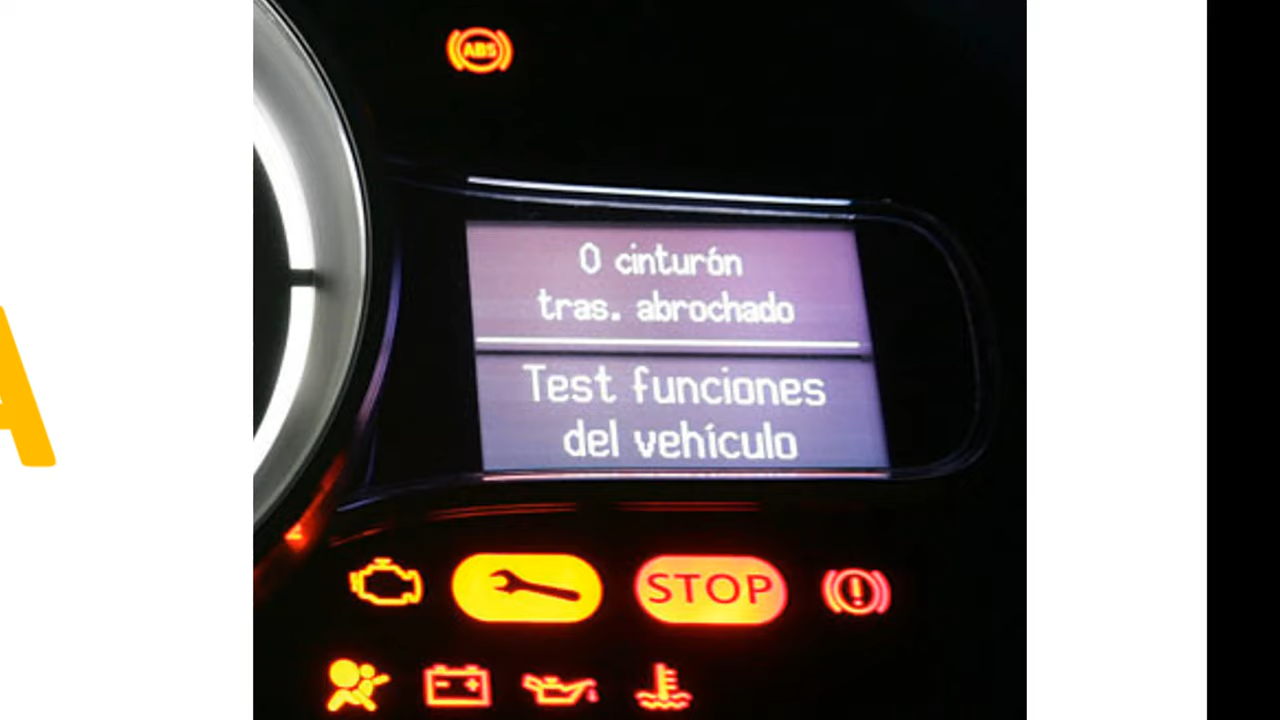 A
ABS
0 cinturón
tras. abrochado
Test funciones
del vehículo
STOP